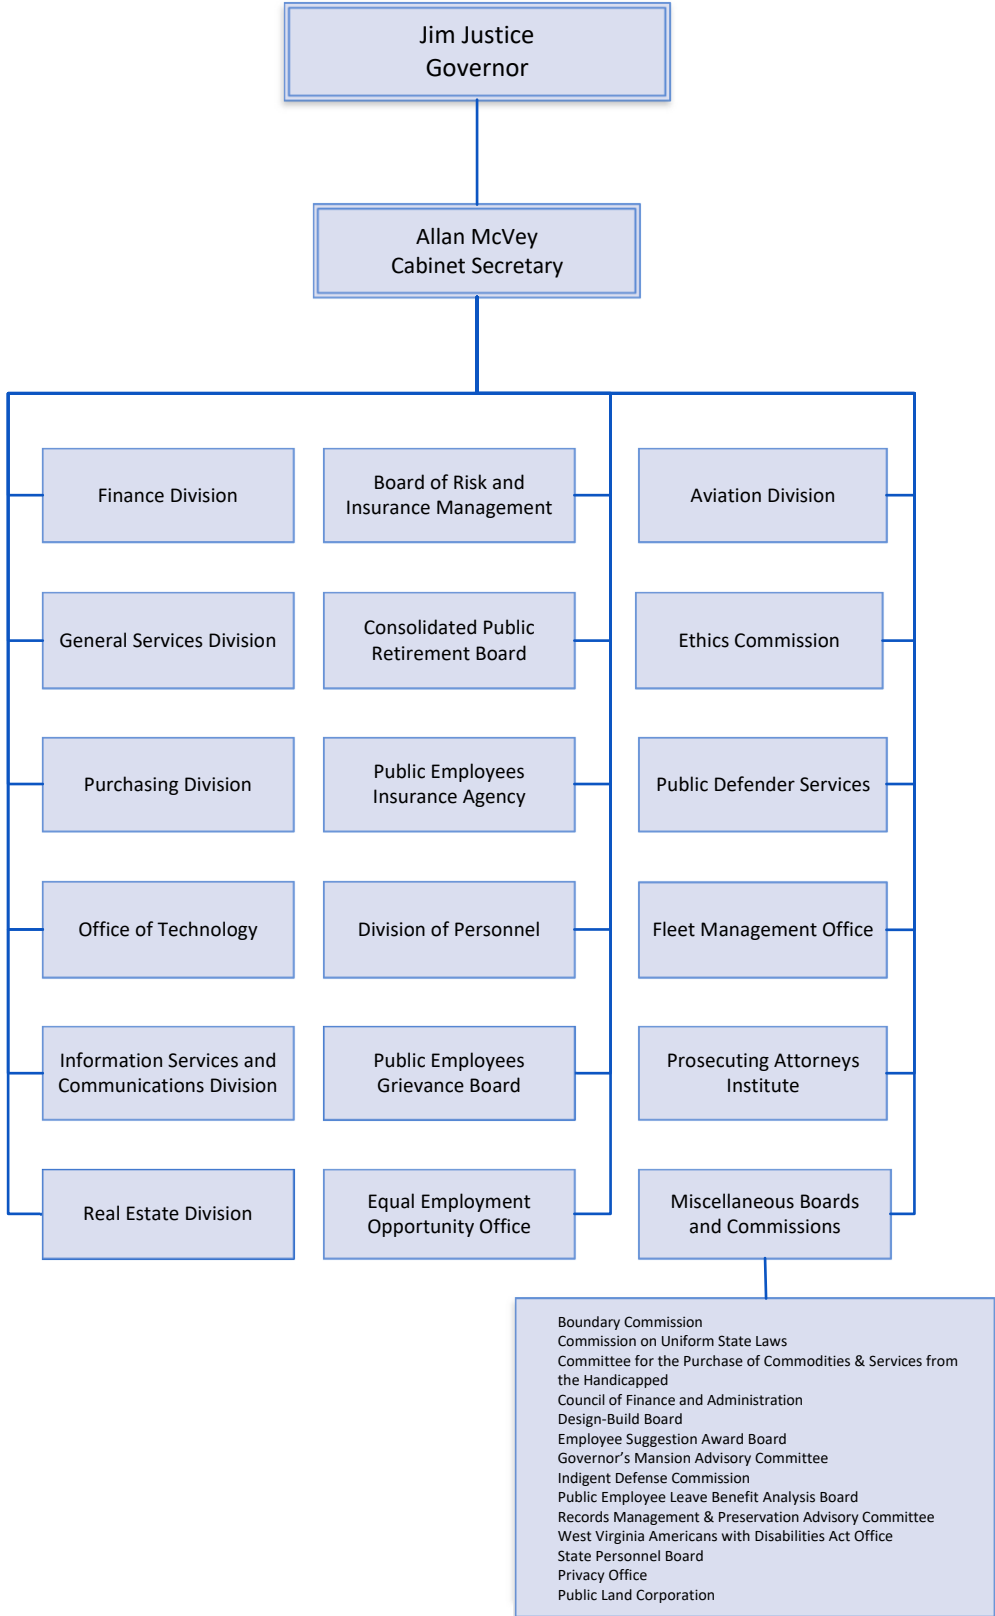 Jim Justice
Governor
Allan McVey
Cabinet Secretary
Finance Division
Board of Risk and
Insurance Management
Aviation Division
General Services Division
Consolidated Public
Retirement Board
Ethics Commission
Purchasing Division
Public Employees
Insurance Agency
Public Defender Services
Office of Technology
Division of Personnel
Fleet Management Office
Information Services and
Communications Division
Public Employees
Grievance Board
Prosecuting Attorneys
Institute
Real Estate Division
Equal Employment
Opportunity Office
Miscellaneous Boards
and Commissions
Boundary Commission
Commission on Uniform State Laws
Committee for the Purchase of Commodities & Services from
the Handicapped
Council of Finance and Administration
Design-Build Board
Employee Suggestion Award Board
Governor’s Mansion Advisory Committee
Indigent Defense Commission
Public Employee Leave Benefit Analysis Board
Records Management & Preservation Advisory Committee
West Virginia Americans with Disabilities Act Office
State Personnel Board
Privacy Office
Public Land Corporation